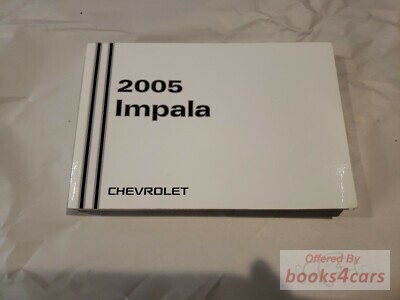 2005
Impala
CHEVROLET
Offered By
books4cars